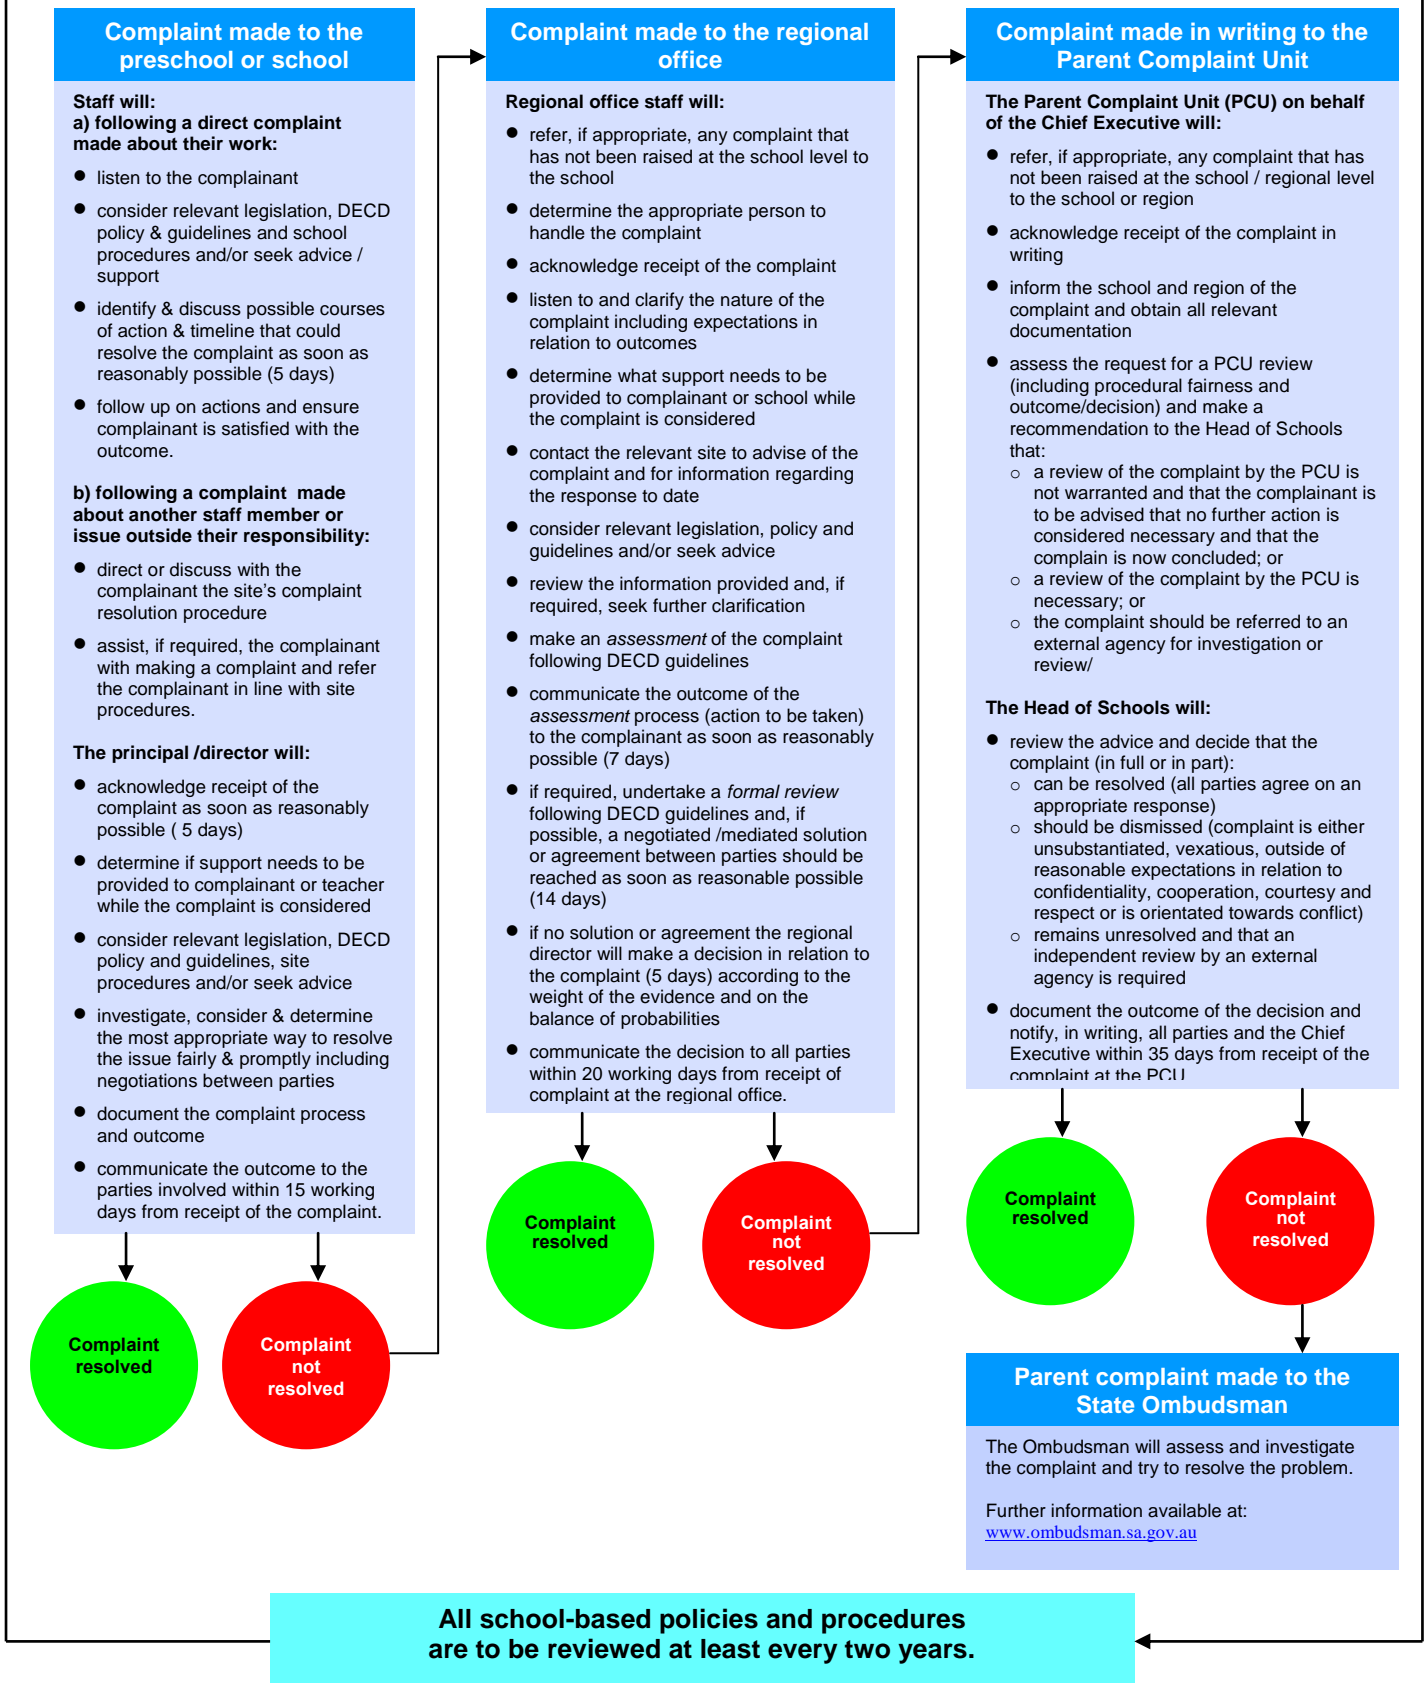 Complaint made to the
preschool or school
Staff will:
a) following a direct complaint
made about their work:
● listen to the complainant
● consider relevant legislation, DECD
policy & guidelines and school
procedures and/or seek advice /
support
● identify & discuss possible courses
of action & timeline that could
resolve the complaint as soon as
reasonably possible (5 days)
● follow up on actions and ensure
complainant is satisfied with the
outcome.
b) following a complaint made
about another staff member or
issue outside their responsibility:
● direct or discuss with the
complainant the site's complaint
resolution procedure
● assist, if required, the complainant
with making a complaint and refer
the complainant in line with site
procedures.
The principal /director will:
● acknowledge receipt of the
complaint as soon as reasonably
possible ( 5 days)
● determine if support needs to be
provided to complainant or teacher
while the complaint is considered
● consider relevant legislation, DECD
policy and guidelines, site
procedures and/or seek advice
● investigate, consider & determine
the most appropriate way to resolve
the issue fairly & promptly including
negotiations between parties
● document the complaint process
and outcome
● communicate the outcome to the
parties involved within 15 working
days from receipt of the complaint.
Complaint
resolved
Complaint
not
resolved
Complaint made to the regional
office
Regional office staff will:
● refer, if appropriate, any complaint that
has not been raised at the school level to
the school
● determine the appropriate person to
handle the complaint
● acknowledge receipt of the complaint
● listen to and clarify the nature of the
complaint including expectations in
relation to outcomes
● determine what support needs to be
provided to complainant or school while
the complaint is considered
● contact the relevant site to advise of the
complaint and for information regarding
the response to date
● consider relevant legislation, policy and
guidelines and/or seek advice
● review the information provided and, if
required, seek further clarification
● make an assessment of the complaint
following DECD guidelines
● communicate the outcome of the
assessment process (action to be taken)
to the complainant as soon as reasonably
possible (7 days)
● if required, undertake a formal review
following DECD guidelines and, if
possible, a negotiated /mediated solution
or agreement between parties should be
reached as soon as reasonable possible
(14 days)
● if no solution or agreement the regional
director will make a decision in relation to
the complaint (5 days) according to the
weight of the evidence and on the
balance of probabilities
● communicate the decision to all parties
within 20 working days from receipt of
complaint at the regional office.
Complaint
resolved
Complaint
not
resolved
Complaint made in writing to the
Parent Complaint Unit
The Parent Complaint Unit (PCU) on behalf
of the Chief Executive will:
● refer, if appropriate, any complaint that has
not been raised at the school / regional level
to the school or region
● acknowledge receipt of the complaint in
writing
● inform the school and region of the
complaint and obtain all relevant
documentation
● assess the request for a PCU review
(including procedural fairness and
outcome/decision) and make a
recommendation to the Head of Schools
that:
o a review of the complaint by the PCU is
not warranted and that the complainant is
to be advised that no further action is
considered necessary and that the
complain is now concluded; or
o a review of the complaint by the PCU is
necessary; or
o the complaint should be referred to an
external agency for investigation or
review/
The Head of Schools will:
● review the advice and decide that the
complaint (in full or in part):
o can be resolved (all parties agree on an
appropriate response)
o should be dismissed (complaint is either
unsubstantiated, vexatious, outside of
reasonable expectations in relation to
confidentiality, cooperation, courtesy and
respect or is orientated towards conflict)
o remains unresolved and that an
independent review by an external
agency is required
● document the outcome of the decision and
notify, in writing, all parties and the Chief
Executive within 35 days from receipt of the
complaint at the PCU
Complaint
resolved
Complaint
not
resolved
Parent complaint made to the
State Ombudsman
The Ombudsman will assess and investigate
the complaint and try to resolve the problem.
Further information available at:
www.ombudsman.sa.gov.au
All school-based policies and procedures
are to be reviewed at least every two years.